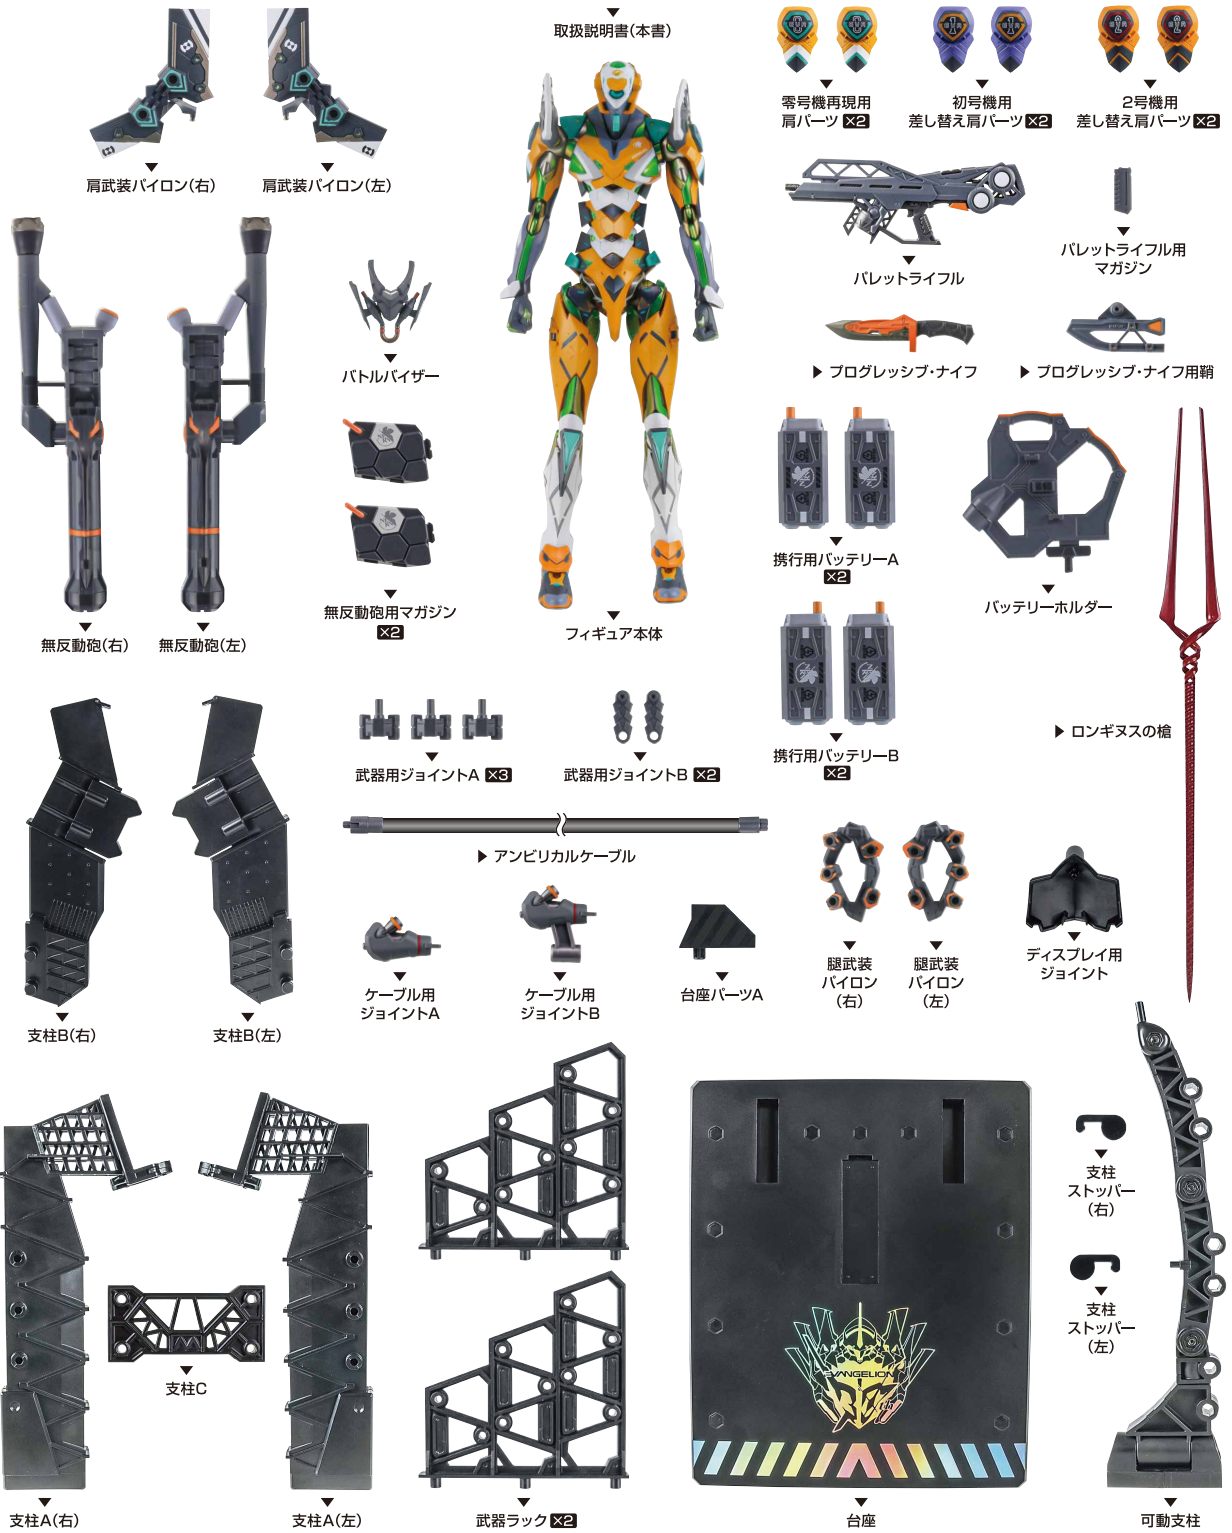 取扱説明書(本書)
零号機再現用
肩パーツ ×2
初号機用
差し替え肩パーツ ×2
2号機用
差し替え肩パーツ ×2
肩武装パイロン(右)
肩武装パイロン(左)
パレットライフル
パレットライフル用
マガジン
バトルバイザー
プログレッシブ・ナイフ
プログレッシブ・ナイフ用鞘
携行用バッテリーA
×2
バッテリーホルダー
無反動砲(右)
無反動砲(左)
無反動砲用マガジン
×2
フィギュア本体
携行用バッテリーB
×2
ロンギヌスの槍
武器用ジョイントA ×3
武器用ジョイントB ×2
アンビリカルケーブル
支柱B(右)
支柱B(左)
ケーブル用
ジョイントA
ケーブル用
ジョイントB
台座パーツA
腿武装
パイロン
(右)
腿武装
パイロン
(左)
ディスプレイ用
ジョイント
支柱
ストッパー
(右)
支柱
ストッパー
(左)
支柱C
EVANGELION
支柱A(右)
支柱A(左)
武器ラック ×2
台座
可動支柱